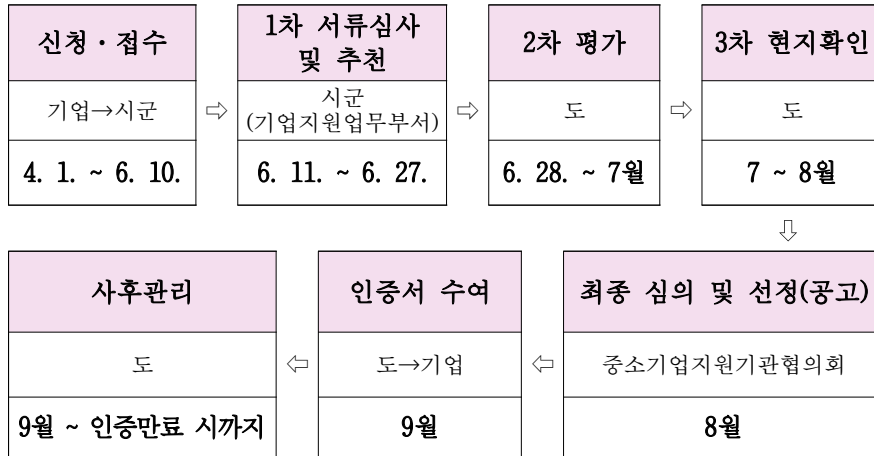 신청·접수
기업→시군
4. 1. ~ 6. 10.
⇨
1차 서류심사
및 추천
시군
(기업지원업무부서)
6. 11. ~ 6. 27.
⇨
2차 평가
도
6. 28. ~ 7월
⇨
3차 현지확인
도
7 ~ 8월
⇩
최종 심의 및 선정(공고)
중소기업지원기관협의회
8월
⇦
인증서 수여
도→기업
9월
⇦
사후관리
도
9월 ~ 인증만료 시까지